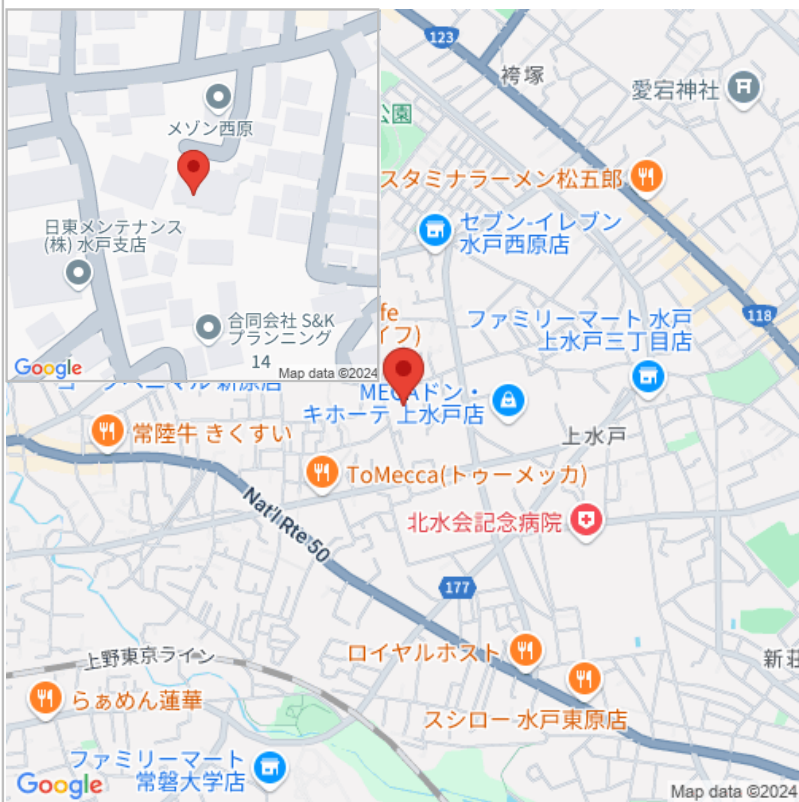 メゾン西原
日東メンテナンス
(株) 水戸支店
合同会社 S&K
プランニング
14
Google
Map data ©2024
123
袴塚
愛宕神社
公園
スタミナラーメン松五郎
セブン-イレブン
水戸西原店
118
ファミリーマート 水戸
上水戸三丁目店
MEGAドン・
キホーテ 上水戸店
常陸牛 きくすい
上水戸
ToMecca(トゥーメッカ)
北水会記念病院
Nat'l Rte 50
177
ロイヤルホスト
上野東京ライン
新荘
らぁめん蓮華
スシロー 水戸東原店
ファミリーマート
常磐大学店
Google
Map data ©2024